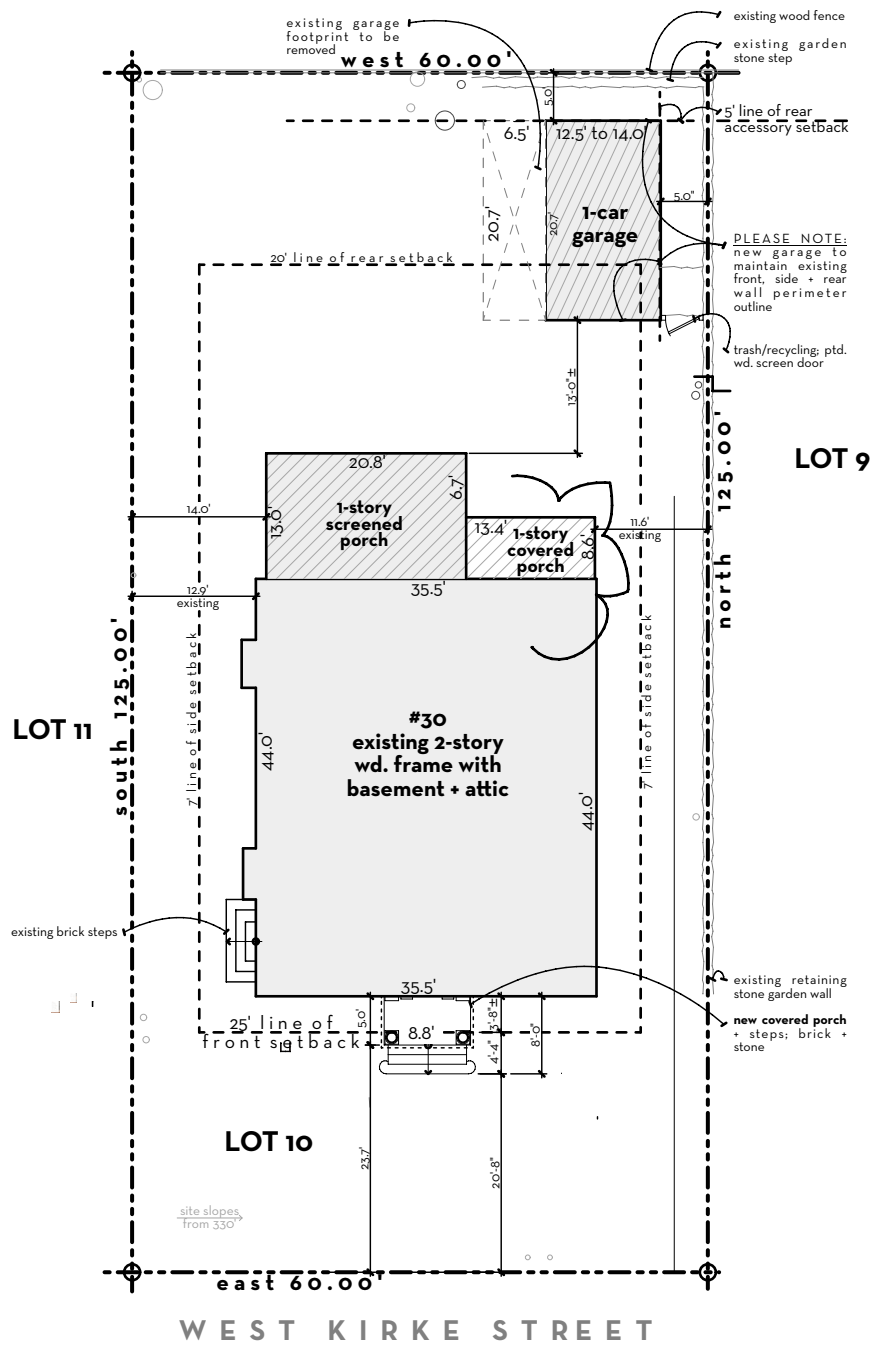 existing garage
footprint to be
removed
existing wood fence
existing garden
stone step
west 60.00'
5.0
5' line of rear
accessory setback
6.5'
12.5' to 14.0'
20.7'
20.7'
1-car
garage
5.0"
PLEASE NOTE:
new garage to
maintain existing
front, side + rear
wall perimeter
outline
20' line of rear setback
trash/recycling; ptd.
wd. screen door
13'-0"±
LOT 9
north 125.00'
20.8'
6.7'
14.0'
13.0'
1-story
screened
porch
13.4'
1-story
covered
porch
8.6'
11.6'
existing
12.9'
existing
35.5'
7' line of side setback
7' line of side setback
south 125.00'
LOT 11
44.0'
#30
existing 2-story
wd. frame with
basement + attic
44.0'
existing brick steps
existing retaining
stone garden wall
35.5'
new covered porch
+ steps; brick +
stone
25' line of
front setback
5.0'
8.8'
3'-8"±
4'-4"
8'-0"
LOT 10
23.7'
20'-8"
site slopes
from 330'
east 60.00'
WEST KIRKE STREET